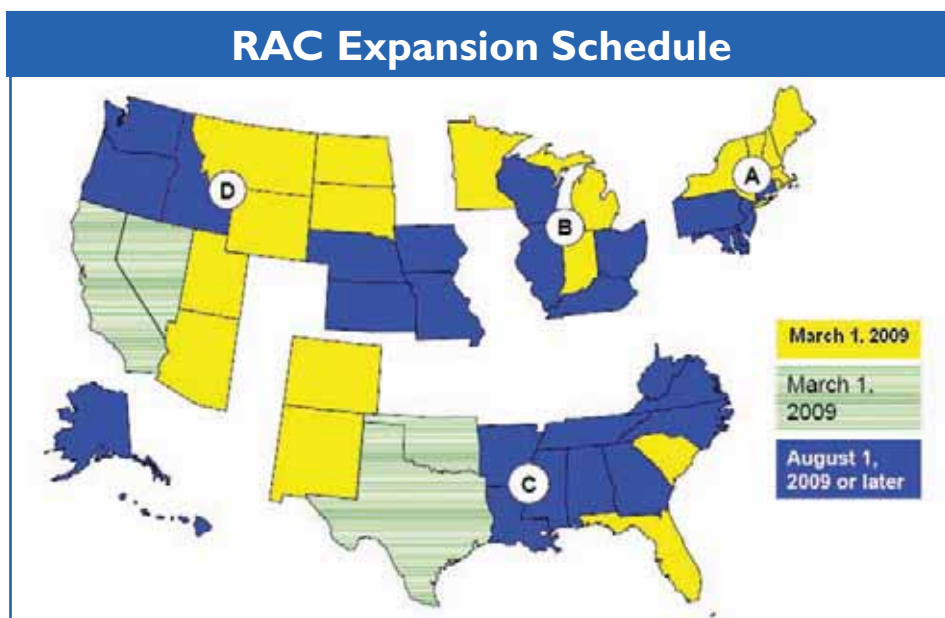 RAC Expansion Schedule
A
D
B
March 1, 2009
March 1,
2009
August 1,
2009 or later
C